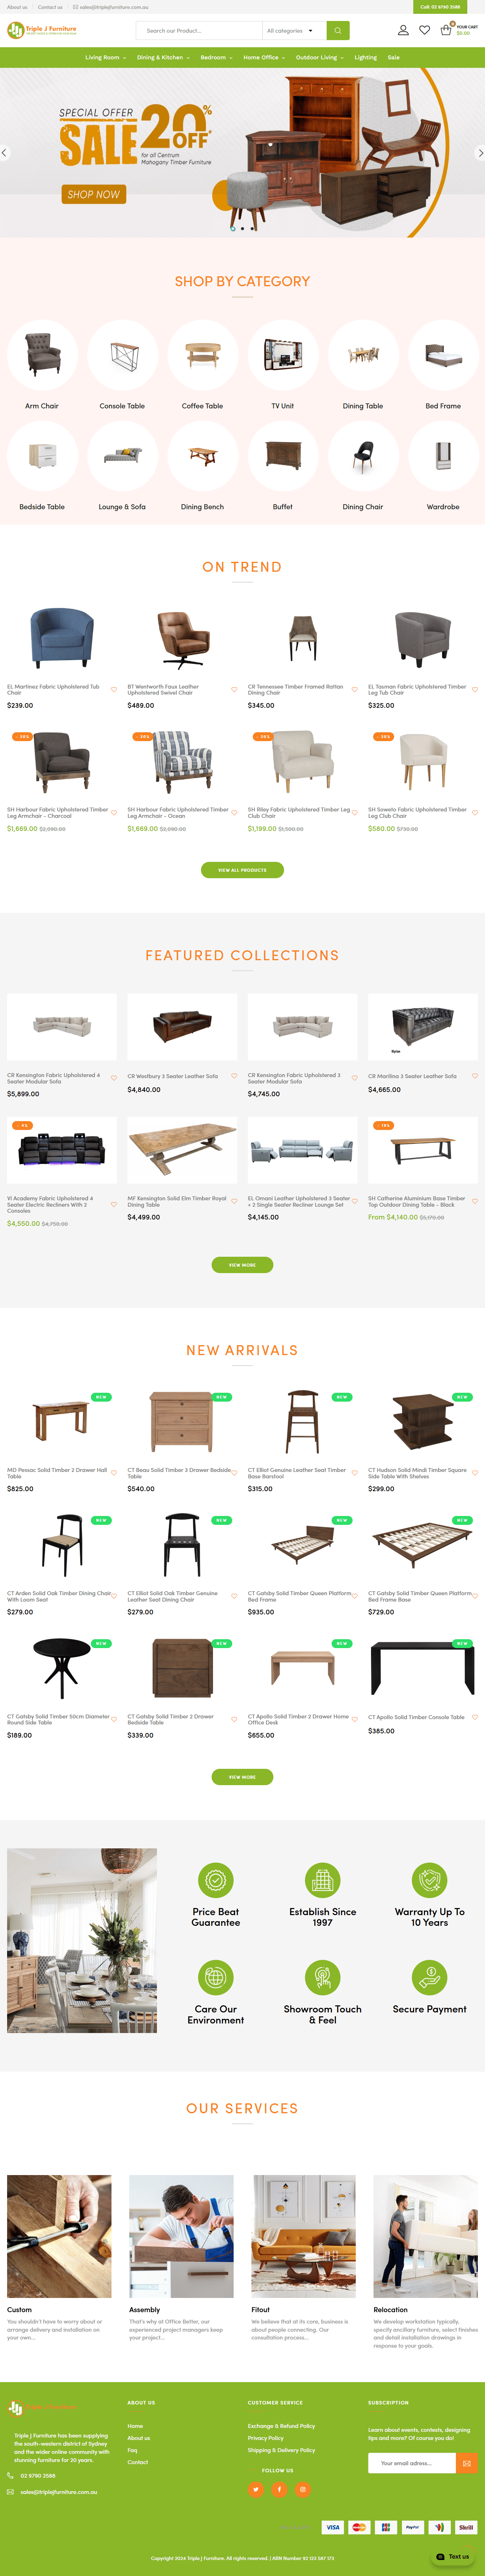 About us
Contact us
sales@triplejfurniture.com.au
Call: 02 9790 2588
Triple J Furniture
Search our Product...
All categories
YOUR CART
$0.00
Living Room
Dining & Kitchen
Bedroom
Home Office
Outdoor Living
Lighting
Sale
SPECIAL OFFER
SALE 20% OFF*
for all Centrum
Mahogany Timber Furniture
SHOP NOW
SHOP BY CATEGORY
Arm Chair
Console Table
Coffee Table
TV Unit
Dining Table
Bed Frame
Bedside Table
Lounge & Sofa
Dining Bench
Buffet
Dining Chair
Wardrobe
ON TREND
EL Martinez Fabric Upholstered Tub
Chair
$239.00
BT Wentworth Faux Leather
Upholstered Swivel Chair
$489.00
CR Tennessee Timber Framed Rattan
Dining Chair
$345.00
EL Tasman Fabric Upholstered Timber
Leg Tub Chair
$325.00
- 20%
SH Harbour Fabric Upholstered Timber
Leg Armchair - Charcoal
$1,669.00 $2,090.00
- 20%
SH Harbour Fabric Upholstered Timber
Leg Armchair - Ocean
$1,669.00 $2,090.00
- 20%
SH Riley Fabric Upholstered Timber Leg
Club Chair
$1,199.00 $1,500.00
- 20%
SH Soweto Fabric Upholstered Timber
Leg Club Chair
$580.00 $730.00
VIEW ALL PRODUCTS
FEATURED COLLECTIONS
CR Kensington Fabric Upholstered 4
Seater Modular Sofa
$5,899.00
CR Westbury 3 Seater Leather Sofa
$4,840.00
CR Kensington Fabric Upholstered 3
Seater Modular Sofa
$4,745.00
CR Martina 3 Seater Leather Sofa
$4,665.00
VI Academy Fabric Upholstered 4
Seater Electric Recliners With 2
Consoles
$4,550.00 $4,750.00
MF Kensington Solid Elm Timber Royal
Dining Table
$4,499.00
EL Omani Leather Upholstered 3 Seater
+ 2 Single Seater Recliner Lounge Set
$4,145.00
SH Catherine Aluminium Base Timber
Top Outdoor Dining Table - Black
From $4,140.00 $5,170.00
VIEW MORE
NEW ARRIVALS
NEW
MD Pessac Solid Timber 2 Drawer Hall
Table
$825.00
NEW
CT Beau Solid Timber 3 Drawer Bedside
Table
$540.00
NEW
CT Elliot Genuine Leather Seat Timber
Base Barstool
$315.00
NEW
CT Hudson Solid Mindi Timber Square
Side Table With Shelves
$299.00
NEW
CT Arden Solid Oak Timber Dining Chair
With Loom Seat
$279.00
NEW
CT Elliot Solid Oak Timber Genuine
Leather Seat Dining Chair
$279.00
NEW
CT Gatsby Solid Timber Queen Platform
Bed Frame
$935.00
NEW
CT Gatsby Solid Timber Queen Platform
Bed Frame Base
$729.00
NEW
CT Gatsby Solid Timber 50cm Diameter
Round Side Table
$189.00
NEW
CT Gatsby Solid Timber 2 Drawer
Bedside Table
$339.00
NEW
CT Apollo Solid Timber 2 Drawer Home
Office Desk
$655.00
NEW
CT Apollo Solid Timber Console Table
$385.00
VIEW MORE
Price Beat
Guarantee
Establish Since
1997
Warranty Up To
10 Years
Care Our
Environment
Showroom Touch
& Feel
Secure Payment
OUR SERVICES
Custom
You shouldn't have to worry about or
arrange delivery and installation on
your own...
Assembly
That's why at Office Better, our
experienced project managers keep
your project...
Fitout
We believe that at its core, business is
about people connecting. Our
consultation process...
Relocation
We develop workstation typically,
specify ancillary furniture, select finished
and detail installation drawings in
response to your goals.
Triple J Furniture has been supplying
the south-western district of Sydney
and the wider online community with
stunning furniture for 20 years.
02 9790 2588
sales@triplejfurniture.com.au
ABOUT US
Home
About us
Faq
Contact
CUSTOMER SERVICE
Exchange & Refund Policy
Privacy Policy
Shipping & Delivery Policy
FOLLOW US
SUBSCRIPTION
Learn about events, contests, designing
tips and more? Of course you do!
Your email adress...
VISA
PayPal
Skrill
Copyright 2024 Triple J Furniture. All rights reserved. | ABN Number 92 123 587 173
Text us